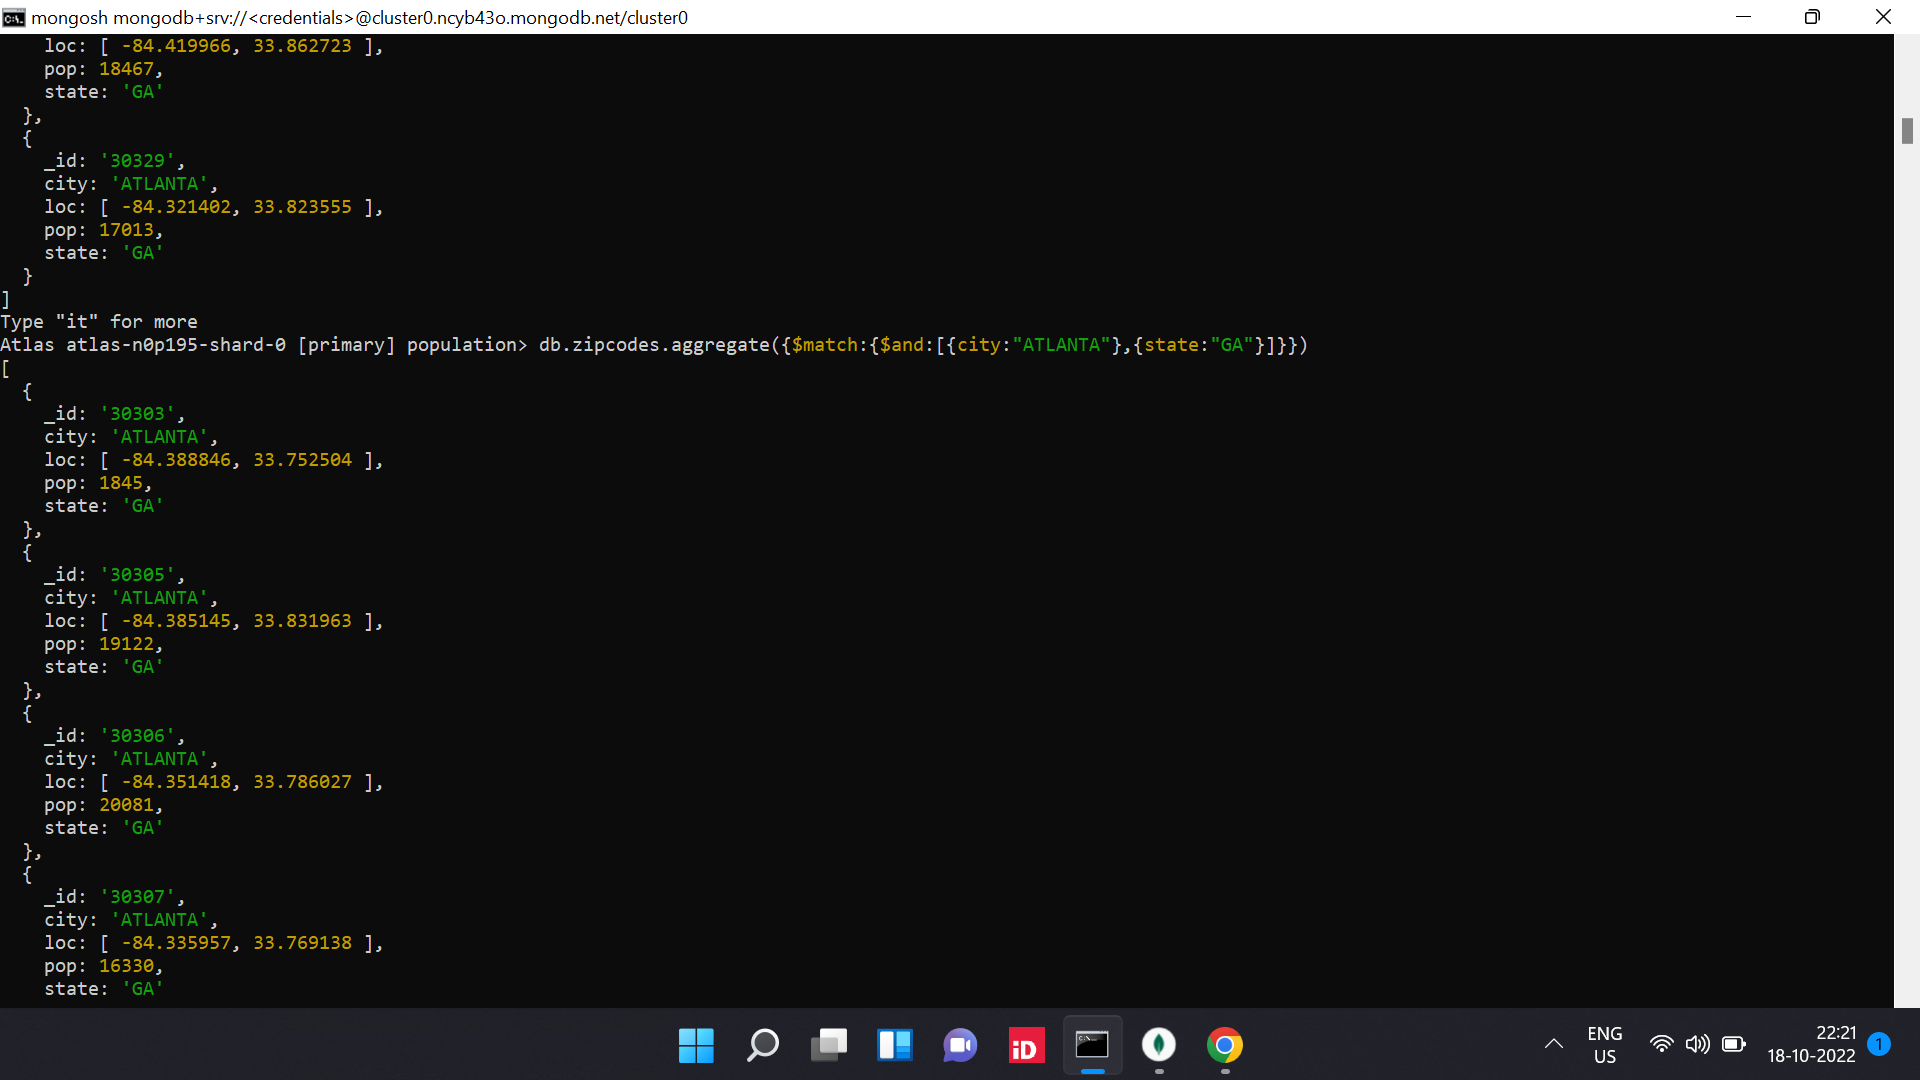 mongosh mongodb+srv://<credentials>@cluster0.ncyb43o.mongodb.net/cluster0
    loc: [ -84.419966, 33.862723 ],
    pop: 18467,
    state: 'GA'
  },
  {
    _id: '30329',
    city: 'ATLANTA',
    loc: [ -84.321402, 33.823555 ],
    pop: 17013,
    state: 'GA'
  }
]
Type "it" for more
Atlas atlas-n0p195-shard-0 [primary] population> db.zipcodes.aggregate({$match:{$and:[{city:"ATLANTA"},{state:"GA"}]}})
[
  {
    _id: '30303',
    city: 'ATLANTA',
    loc: [ -84.388846, 33.752504 ],
    pop: 1845,
    state: 'GA'
  },
  {
    _id: '30305',
    city: 'ATLANTA',
    loc: [ -84.385145, 33.831963 ],
    pop: 19122,
    state: 'GA'
  },
  {
    _id: '30306',
    city: 'ATLANTA',
    loc: [ -84.351418, 33.786027 ],
    pop: 20081,
    state: 'GA'
  },
  {
    _id: '30307',
    city: 'ATLANTA',
    loc: [ -84.335957, 33.769138 ],
    pop: 16330,
    state: 'GA'
iD
ENG
US
22:21
18-10-2022
1